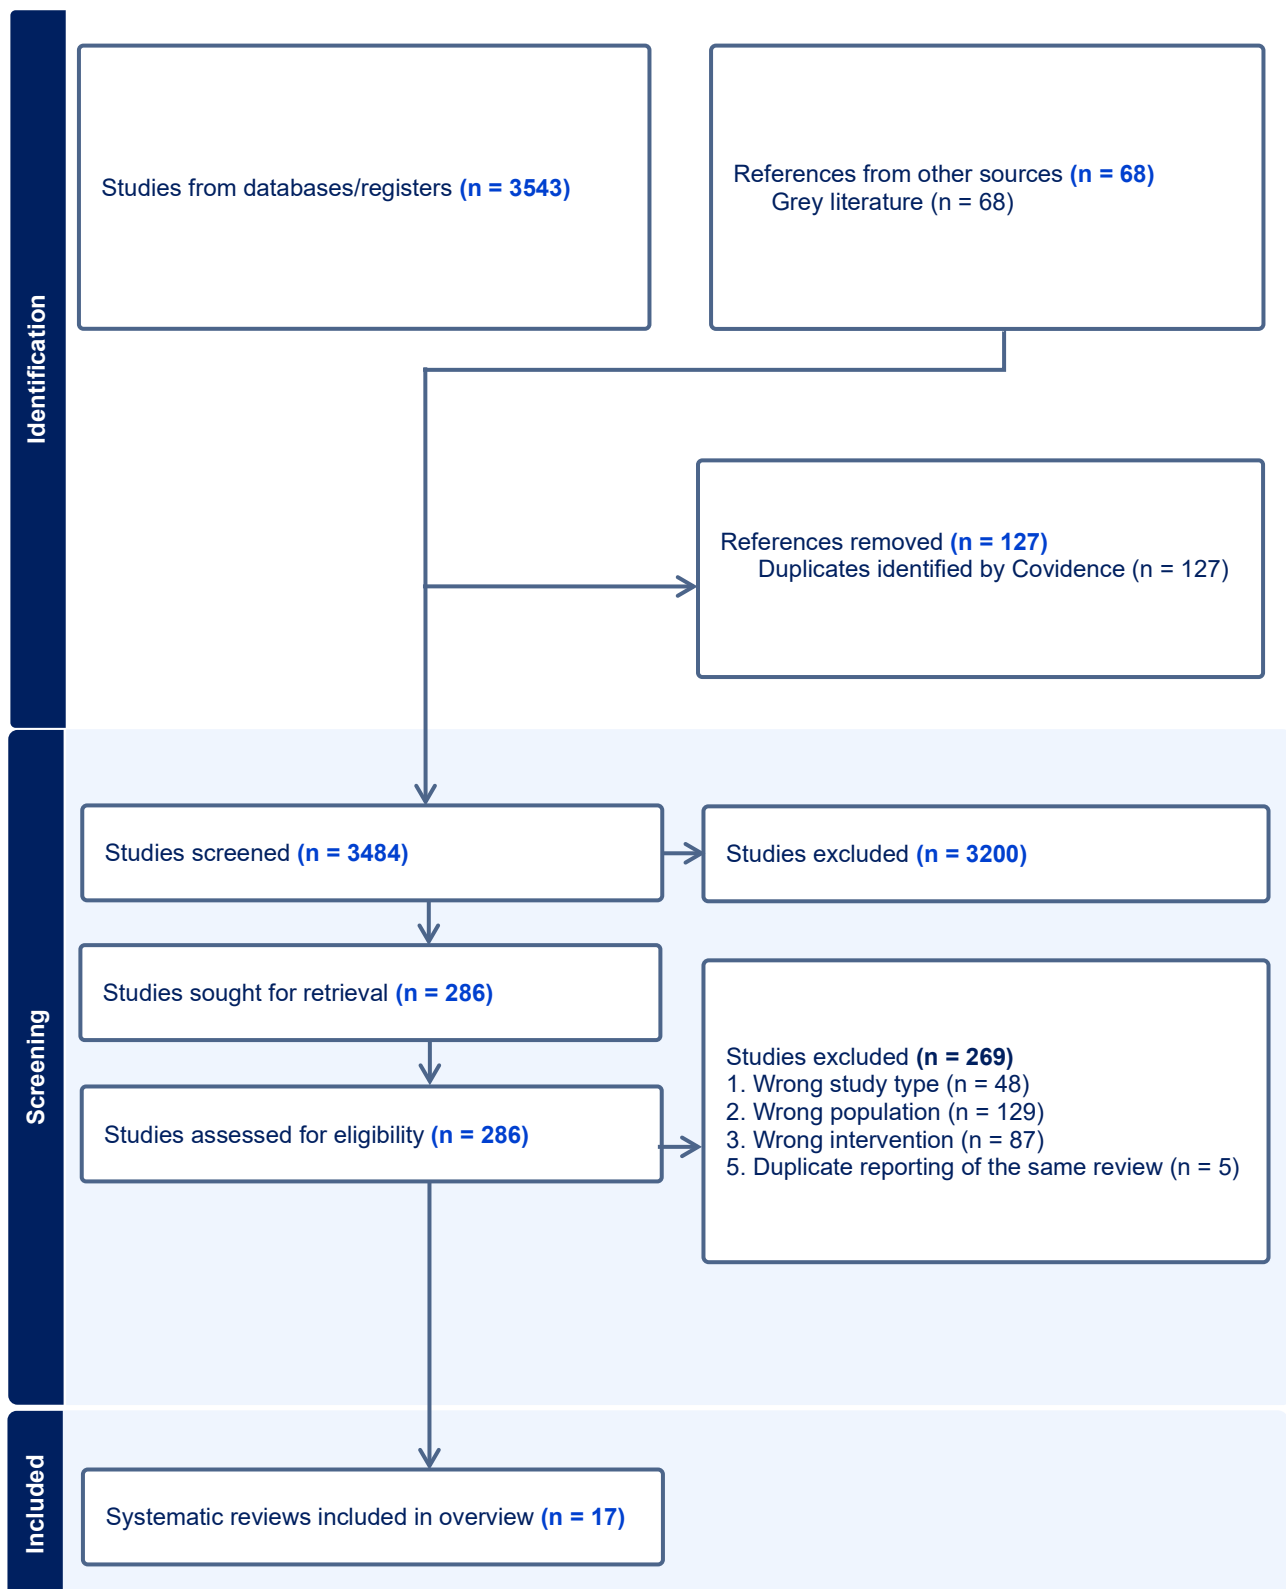 Identification
Studies from databases/registers (n = 3543)
References from other sources (n = 68)
Grey literature (n = 68)
References removed (n = 127)
Duplicates identified by Covidence (n = 127)
Screening
Studies screened (n = 3484)
Studies excluded (n = 3200)
Studies sought for retrieval (n = 286)
Studies assessed for eligibility (n = 286)
Studies excluded (n = 269)
1. Wrong study type (n = 48)
2. Wrong population (n = 129)
3. Wrong intervention (n = 87)
5. Duplicate reporting of the same review (n = 5)
Included
Systematic reviews included in overview (n = 17)